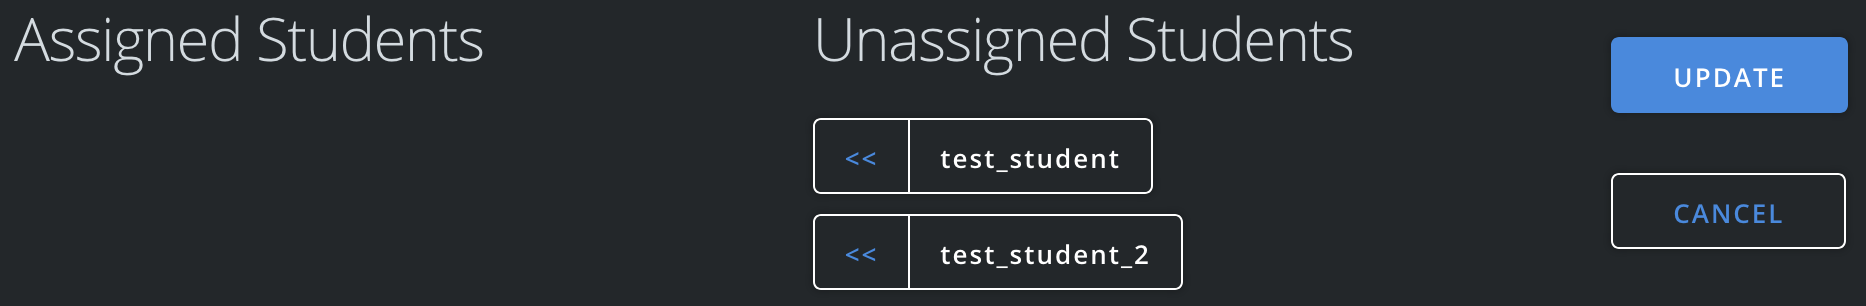 Assigned Students
Unassigned Students
<< test_student
<< test_student_2
UPDATE
CANCEL